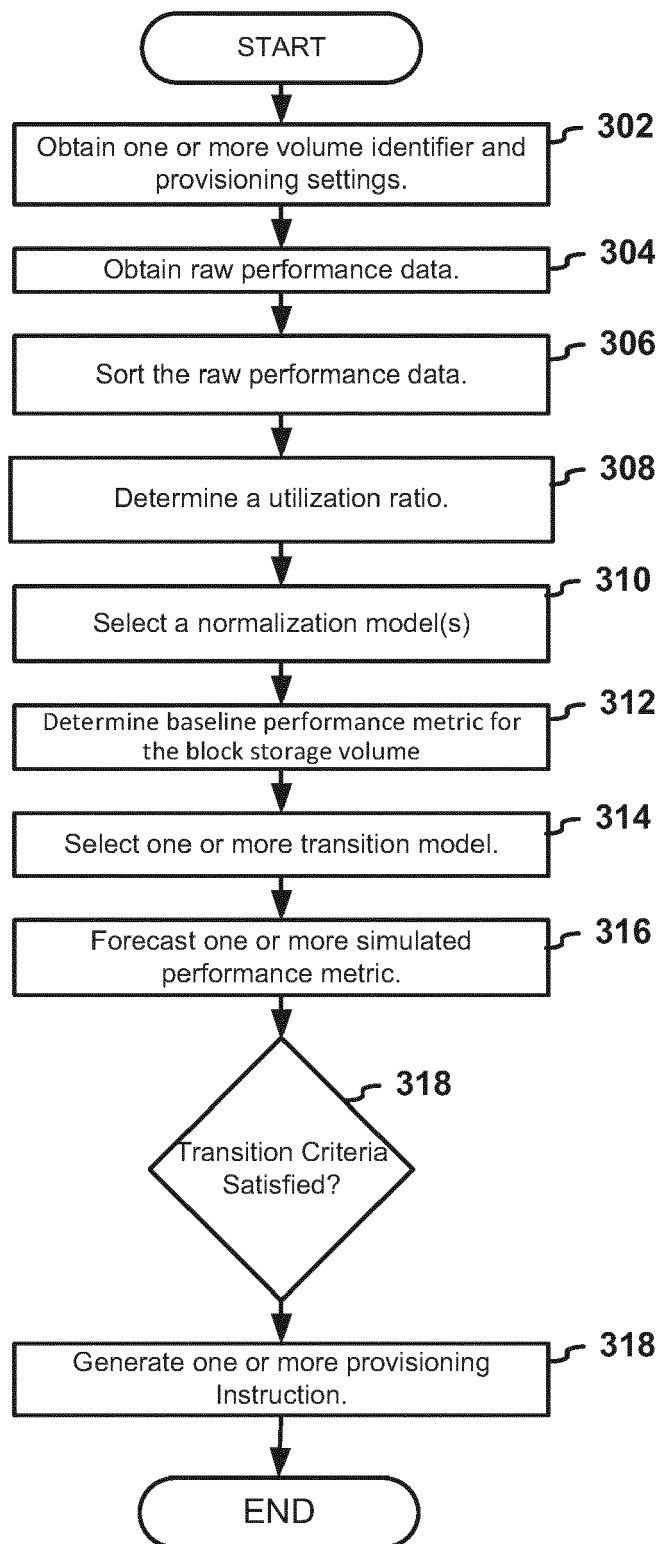 START
302
Obtain one or more volume identifier and
provisioning settings.
304
Obtain raw performance data.
306
Sort the raw performance data.
308
Determine a utilization ratio.
310
Select a normalization model(s)
312
Determine baseline performance metric for
the block storage volume
314
Select one or more transition model.
316
Forecast one or more simulated
performance metric.
318
Transition Criteria
Satisfied?
318
Generate one or more provisioning
Instruction.
END